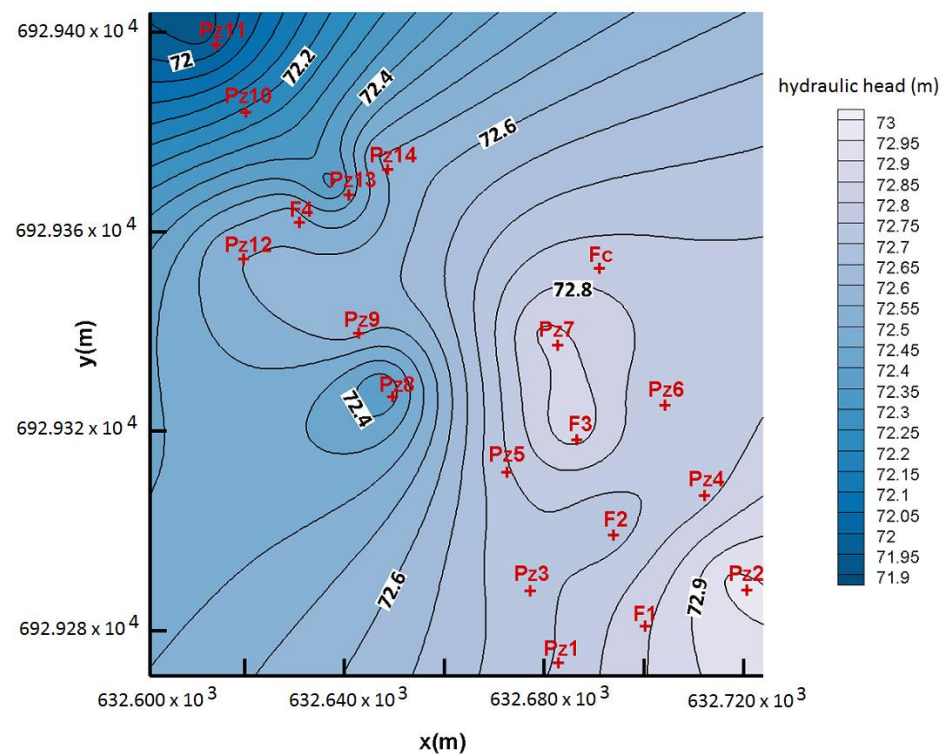 692.940 x 10⁴
692.936 x 10⁴
692.932 x 10⁴
692.928 x 10⁴
y(m)
Pz11
72
72.2
72.4
Pz10
72.6
Pz14
Pz13
F4
Pz12
Fc
72.8
Pz9
Pz7
Pz8
72.4
Pz6
F3
Pz5
Pz4
F2
72.6
Pz3
72.9
Pz2
F1
Pz1
632.600 x 10³
632.640 x 10³
632.680 x 10³
632.720 x 10³
x(m)
hydraulic head (m)
73
72.95
72.9
72.85
72.8
72.7
72.65
72.6
72.55
72.5
72.45
72.4
72.35
72.3
72.25
72.2
72.15
72.1
72.05
72
71.95
71.9